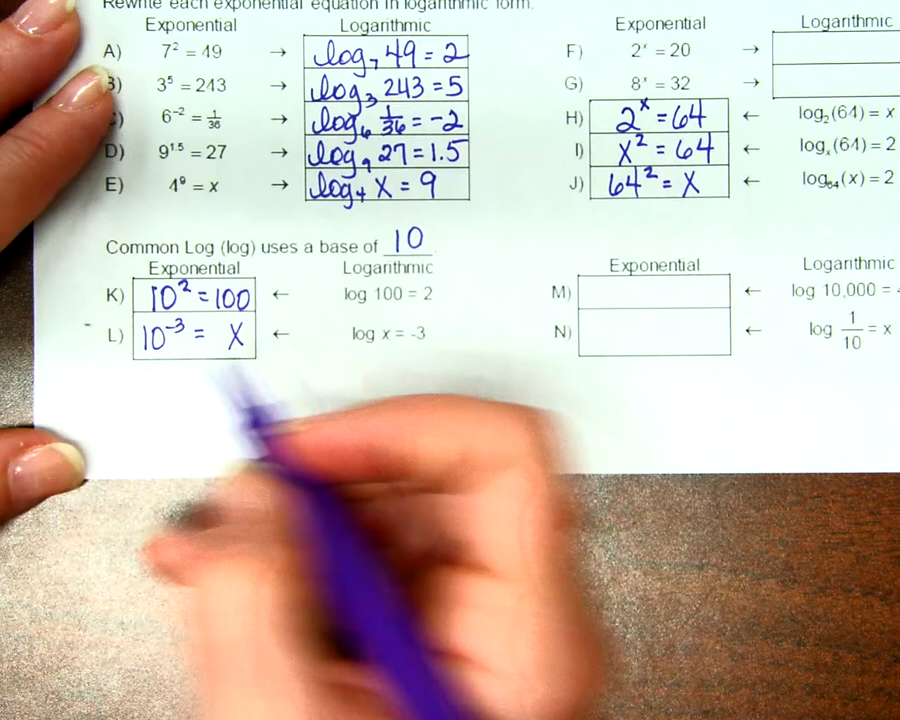 Rewrite each exponential equation in logarithmic form.
Exponential Logarithmic Exponential Logarithmic
A) 7² = 49 → log₇ 49 = 2 F) 2ˣ = 20 →
B) 3⁵ = 243 → log₃ 243 = 5 G) 8ˣ = 32 →
C) 6⁻² = 1/36 → log₆ 1/36 = -2 H) 2ˣ = 64 ← log₂(64) = x
D) 9¹·⁵ = 27 → log₉ 27 = 1.5 I) x² = 64 ← logₓ(64) = 2
E) 4⁹ = x → log₄ x = 9 J) 64² = x ← log₆₄(x) = 2
Common Log (log) uses a base of 10
Exponential Logarithmic Exponential Logarithmic
K) 10² = 100 ← log 100 = 2 M) ← log 10,000 =
L) 10⁻³ = x ← log x = -3 N) ← log 1/10 = x